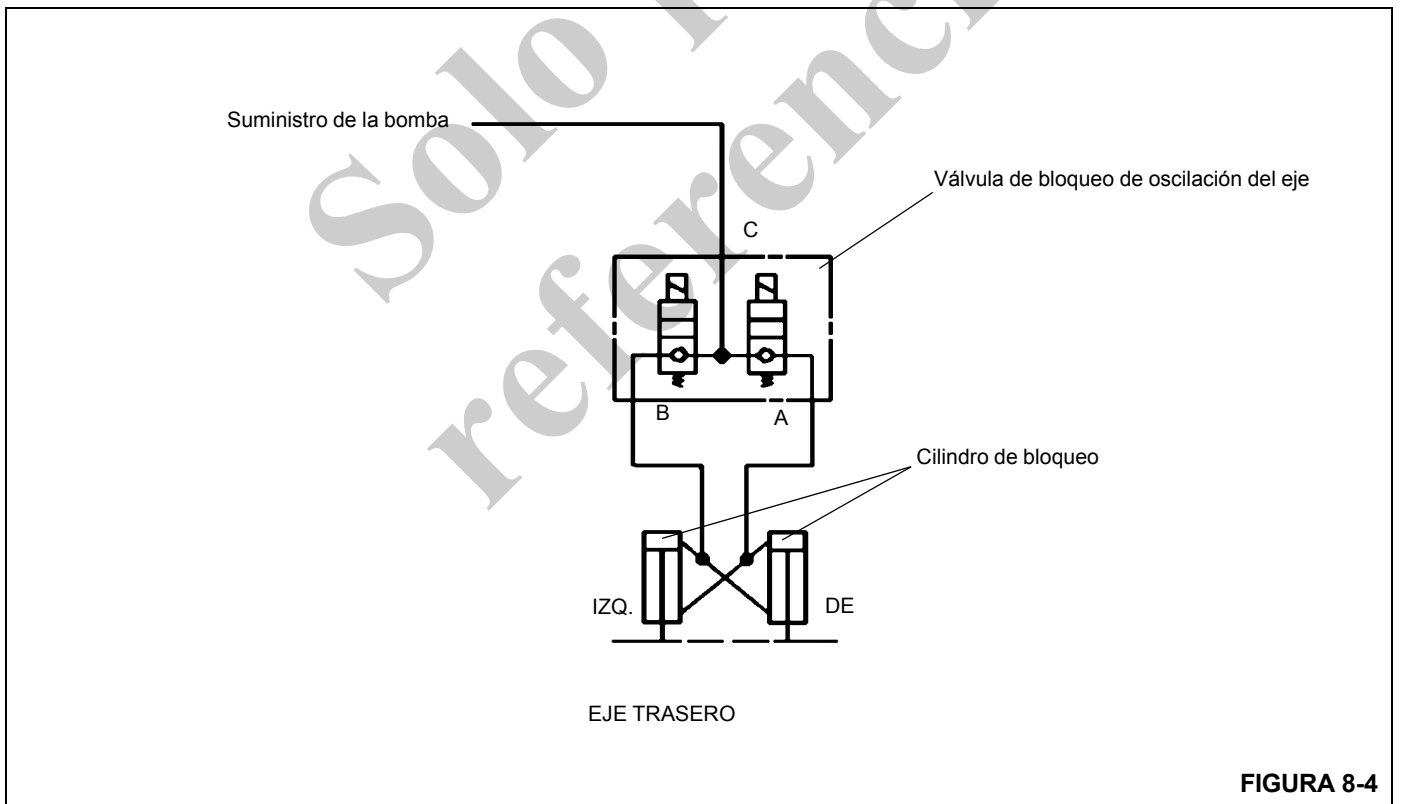 Solo
referenc
Suministro de la bomba
Válvula de bloqueo de oscilación del eje
C
B
A
Cilindro de bloqueo
IZQ.
DE
EJE TRASERO
FIGURA 8-4